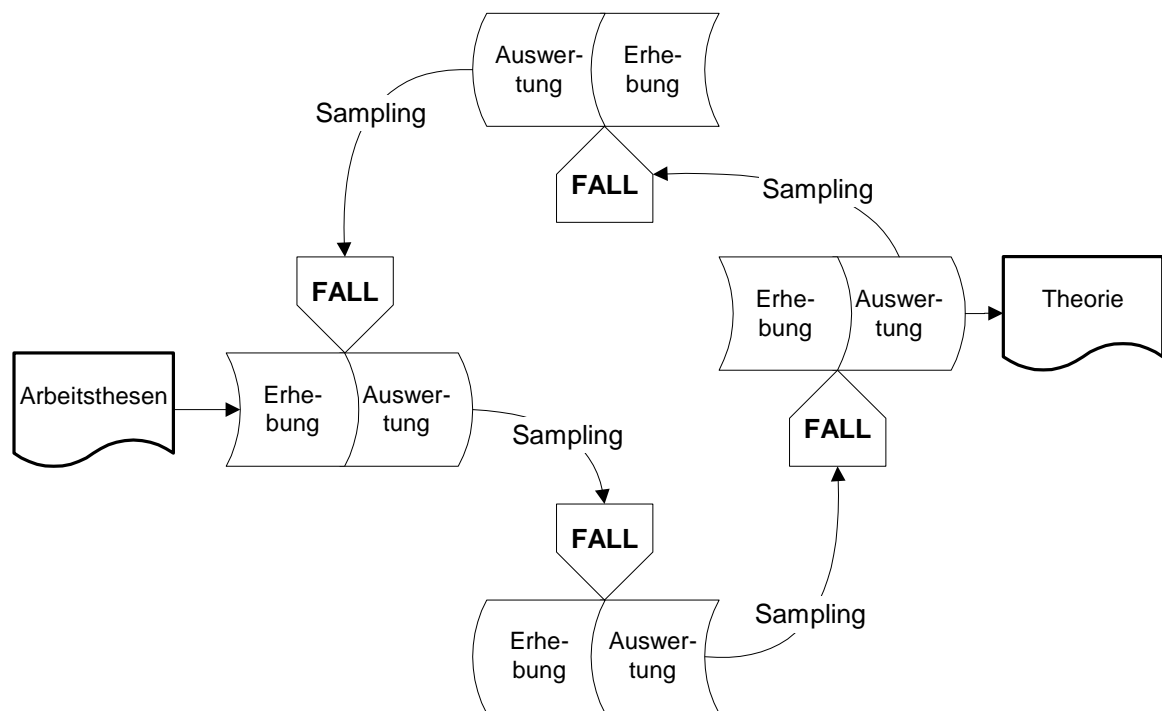 Auswer-
tung
Erhe-
bung
Sampling
FALL
Sampling
FALL
Erhe-
bung
Auswer-
tung
Theorie
Arbeitsthesen
Erhe-
bung
Auswer-
tung
Sampling
FALL
FALL
Sampling
Erhe-
bung
Auswer-
tung